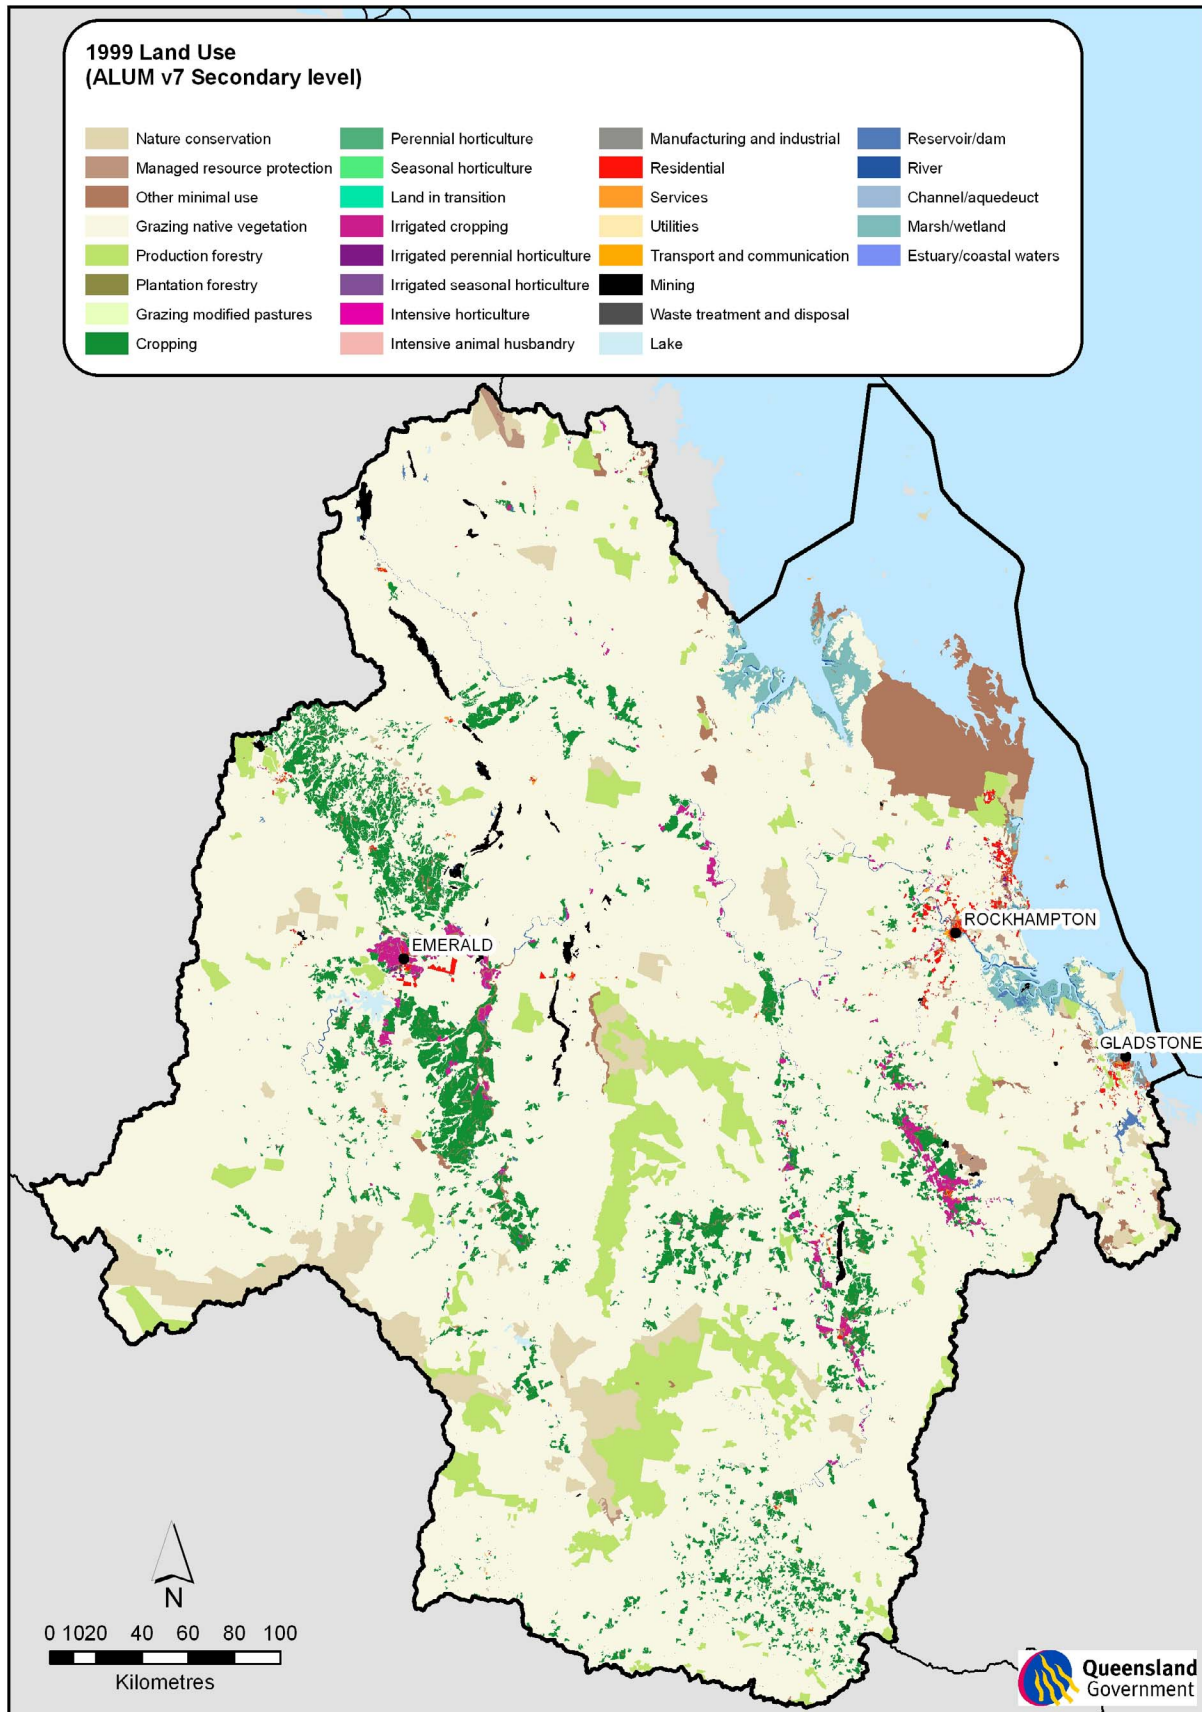 1999 Land Use
(ALUM v7 Secondary level)
Nature conservation
Managed resource protection
Other minimal use
Grazing native vegetation
Production forestry
Plantation forestry
Grazing modified pastures
Cropping
Perennial horticulture
Seasonal horticulture
Land in transition
Irrigated cropping
Irrigated perennial horticulture
Irrigated seasonal horticulture
Intensive horticulture
Intensive animal husbandry
Manufacturing and industrial
Residential
Services
Utilities
Transport and communication
Mining
Waste treatment and disposal
Lake
Reservoir/dam
River
Channel/aquedeuct
Marsh/wetland
Estuary/coastal waters
ROCKHAMPTON
EMERALD
GLADSTONE
N
0 1020 40 60 80 100
Kilometres
Queensland
Government